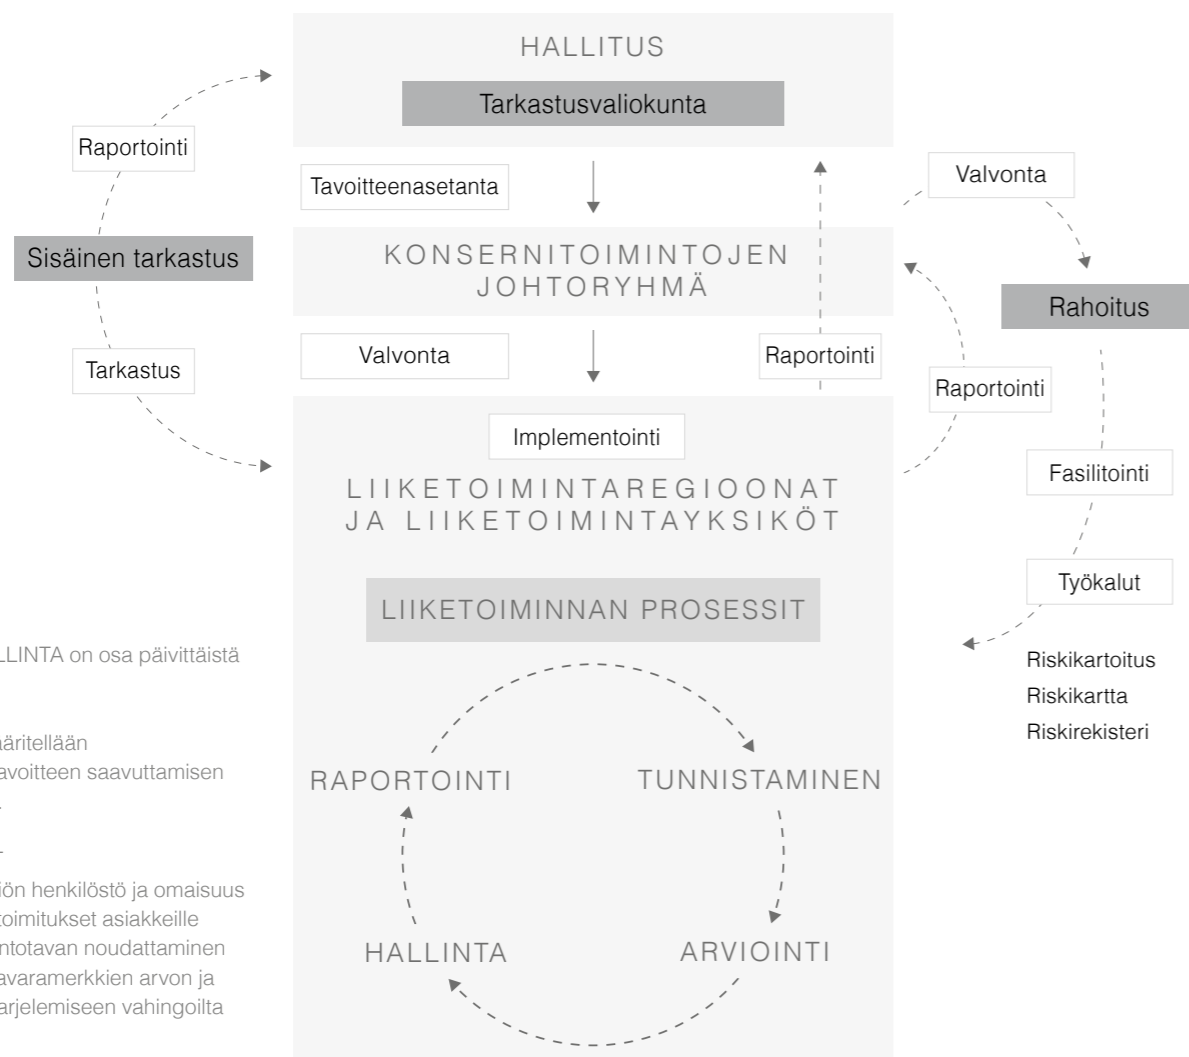 HALLITUS
Tarkastusvaliokunta
Raportointi
Tavoitteenasetanta
Valvonta
Sisäinen tarkastus
KONSERNITOIMINTOJEN
JOHTORYHMÄ
Rahoitus
Tarkastus
Valvonta
Raportointi
Raportointi
Implementointi
LIIKETOIMINTAREGIOONAT
JA LIIKETOIMINTAYKSIKÖT
Fasilitointi
Työkalut
LIIKETOIMINNAN PROSESSIT
Riskikartoitus
Riskikartta
Riskirekisteri
RAPORTOINTI
TUNNISTAMINEN
HALLINTA
ARVIOINTI
LLINTA on osa päivittäistä
ääritellään
avoitteen saavuttamisen
iön henkilöstö ja omaisuus
toimitukset asiakkeille
ntotavan noudattaminen
avaramerkkien arvon ja
arjelemiseen vahingoilta